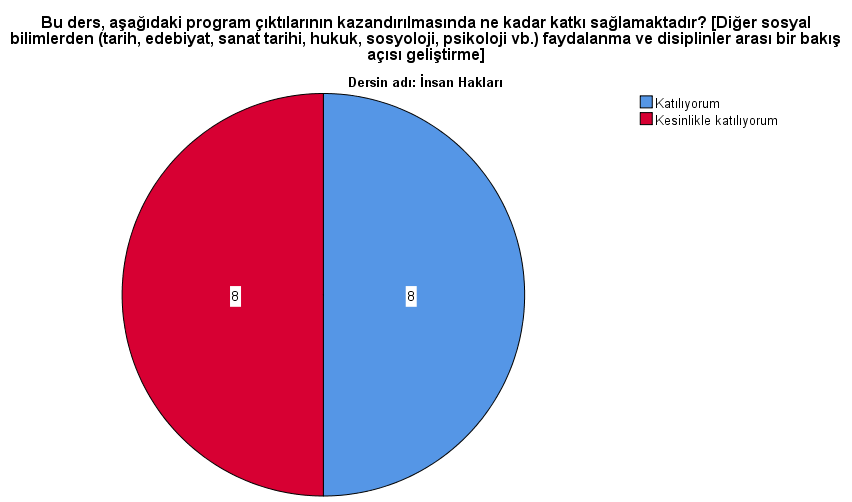 Bu ders, aşağıdaki program çıktılarının kazandırılmasında ne kadar katkı sağlamaktadır? [Diğer sosyal
bilimlerden (tarih, edebiyat, sanat tarihi, hukuk, sosyoloji, psikoloji vb.) faydalanma ve disiplinler arası bir bakış
açısı geliştirme]
Dersin adı: İnsan Hakları
Katılıyorum
Kesinlikle katılıyorum
8
8